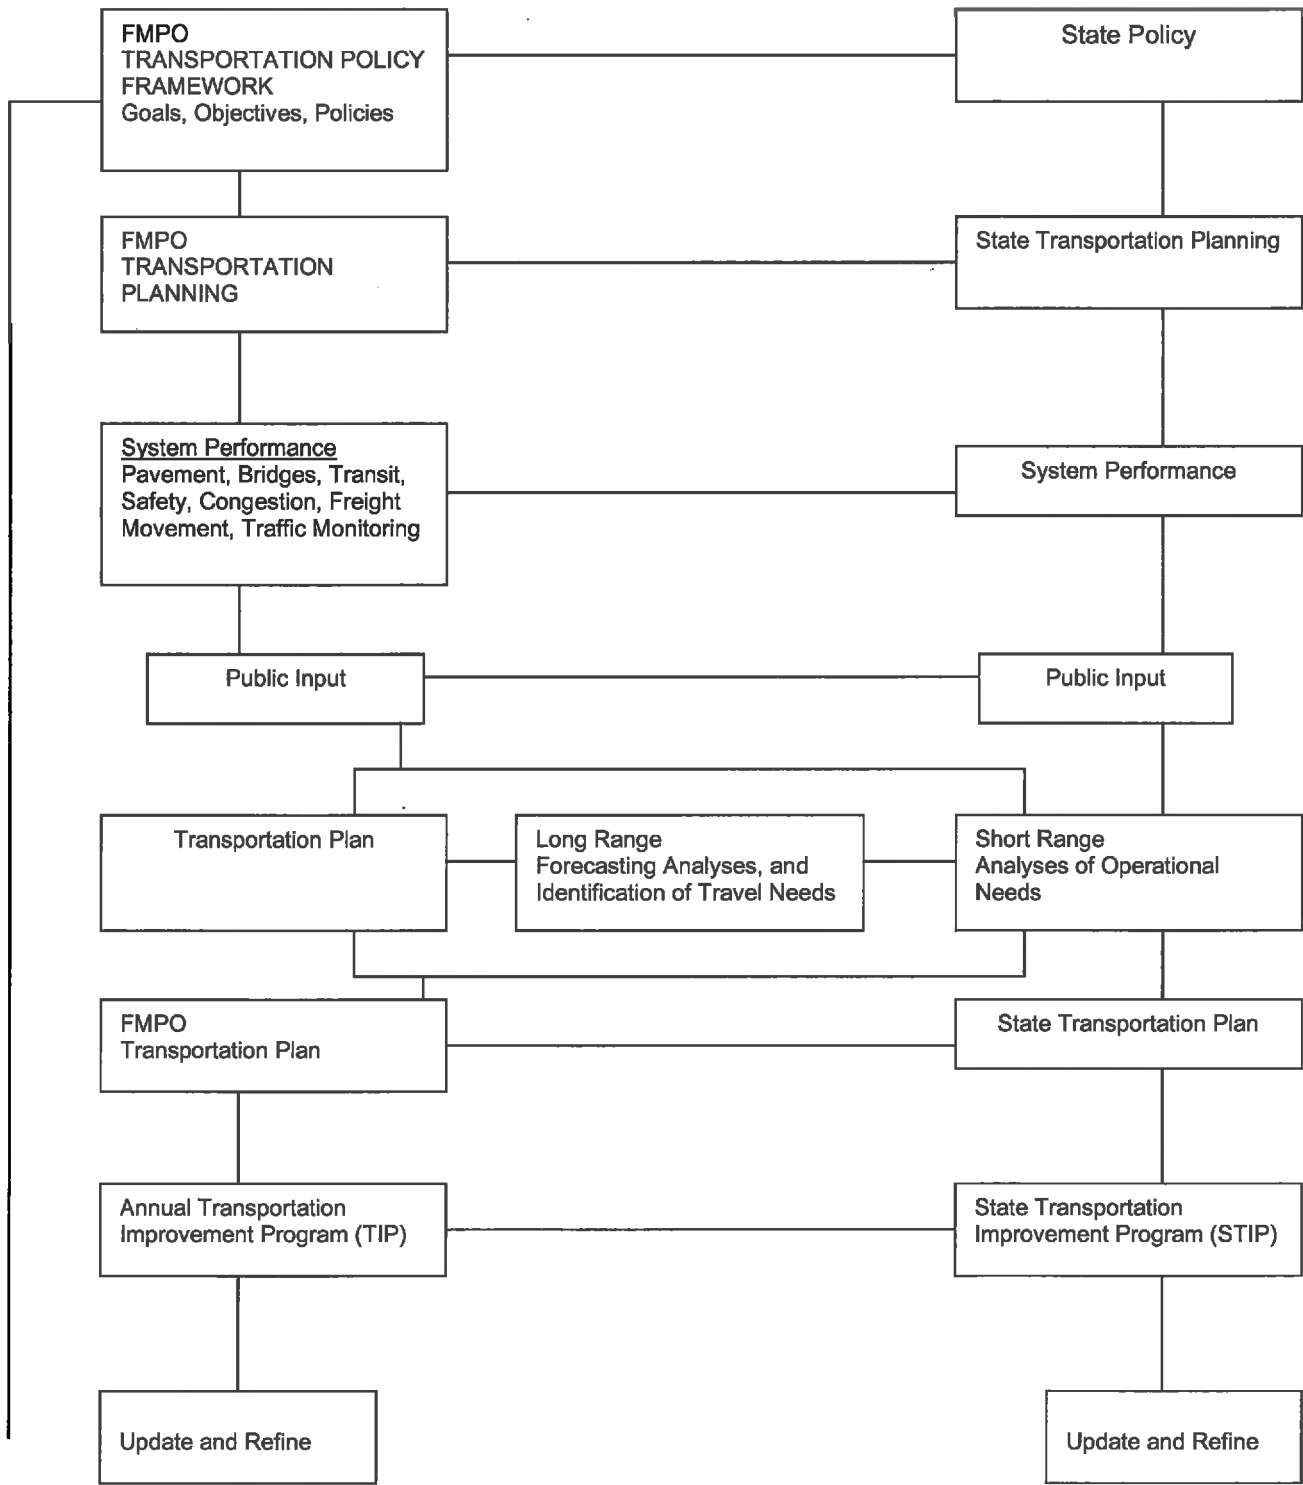 FMPO
TRANSPORTATION POLICY
FRAMEWORK
Goals, Objectives, Policies
State Policy
FMPO
TRANSPORTATION
PLANNING
State Transportation Planning
System Performance
Pavement, Bridges, Transit,
Safety, Congestion, Freight
Movement, Traffic Monitoring
System Performance
Public Input
Public Input
Transportation Plan
Long Range
Forecasting Analyses, and
Identification of Travel Needs
Short Range
Analyses of Operational
Needs
FMPO
Transportation Plan
State Transportation Plan
Annual Transportation
Improvement Program (TIP)
State Transportation
Improvement Program (STIP)
Update and Refine
Update and Refine